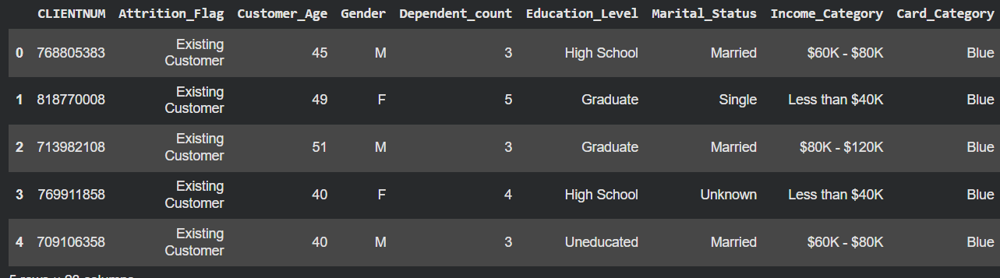 CLIENTNUM Attrition_Flag Customer_Age Gender Dependent_count Education_Level Marital_Status Income_Category Card_Category
0 768805383 Existing Customer 45 M 3 High School Married $60K - $80K Blue
1 818770008 Existing Customer 49 F 5 Graduate Single Less than $40K Blue
2 713982108 Existing Customer 51 M 3 Graduate Married $80K - $120K Blue
3 769911858 Existing Customer 40 F 4 High School Unknown Less than $40K Blue
4 709106358 Existing Customer 40 M 3 Uneducated Married $60K - $80K Blue